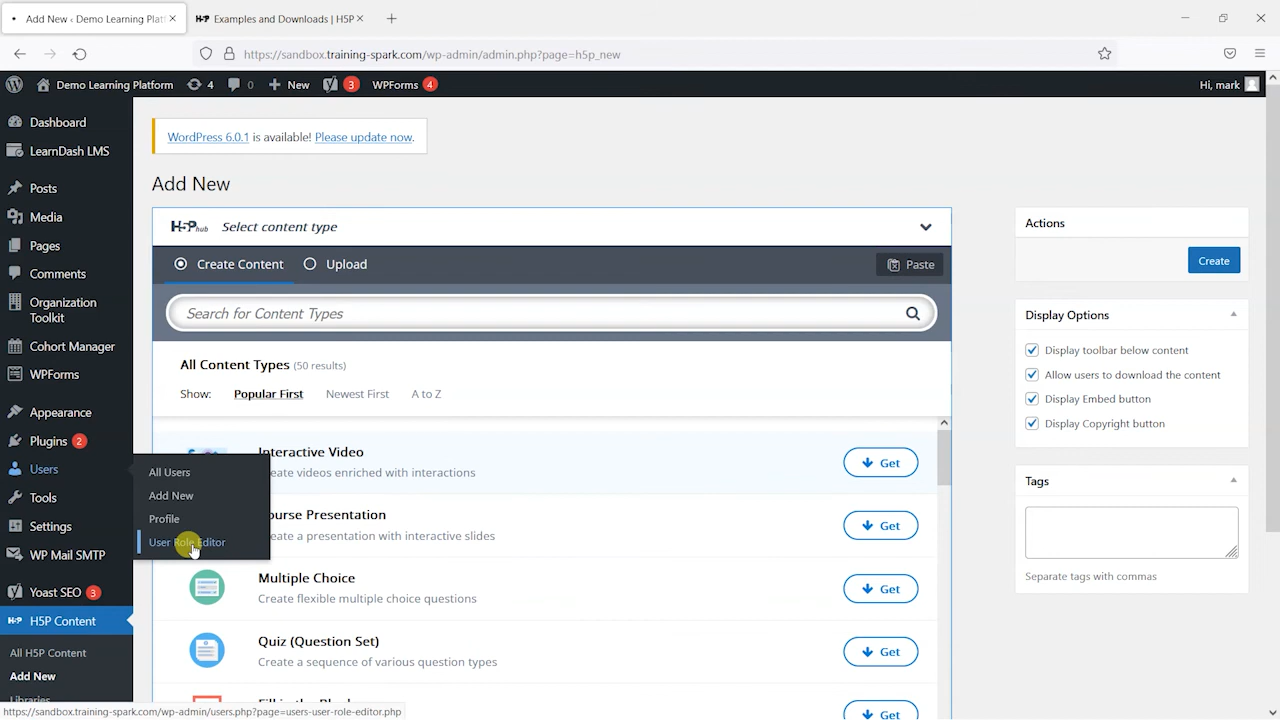 Add New ‹ Demo Learning Platf
H5P Examples and Downloads | H5P
https://sandbox.training-spark.com/wp-admin/admin.php?page=h5p_new
Demo Learning Platform 4 0 New 3 WPForms 4
Hi, mark
Dashboard
LearnDash LMS
Posts
Media
Pages
Comments
Organization
Toolkit
Cohort Manager
WPForms
Appearance
Plugins 2
Users
Tools
Settings
WP Mail SMTP
Yoast SEO 3
H5P H5P Content
All H5P Content
Add New
Libraries
All Users
Add New
Profile
User Role Editor
WordPress 6.0.1 is available! Please update now.
Add New
H5P hub Select content type
Create Content Upload
Paste
Search for Content Types
All Content Types (50 results)
Show: Popular First Newest First A to Z
Interactive Video
eate videos enriched with interactions
Get
ourse Presentation
eate a presentation with interactive slides
Get
Multiple Choice
Create flexible multiple choice questions
Get
Quiz (Question Set)
Create a sequence of various question types
Get
Get
Actions
Create
Display Options
Display toolbar below content
Allow users to download the content
Display Embed button
Display Copyright button
Tags
Separate tags with commas
https://sandbox.training-spark.com/wp-admin/users.php?page=users-user-role-editor.php